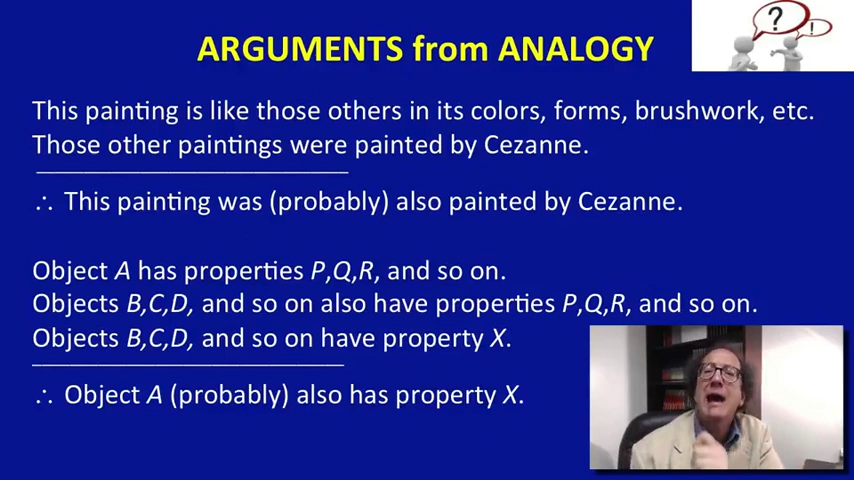 ARGUMENTS from ANALOGY
?
!
This painting is like those others in its colors, forms, brushwork, etc.
Those other paintings were painted by Cezanne.
∴ This painting was (probably) also painted by Cezanne.
Object A has properties P,Q,R, and so on.
Objects B,C,D, and so on also have properties P,Q,R, and so on.
Objects B,C,D, and so on have property X.
∴ Object A (probably) also has property X.